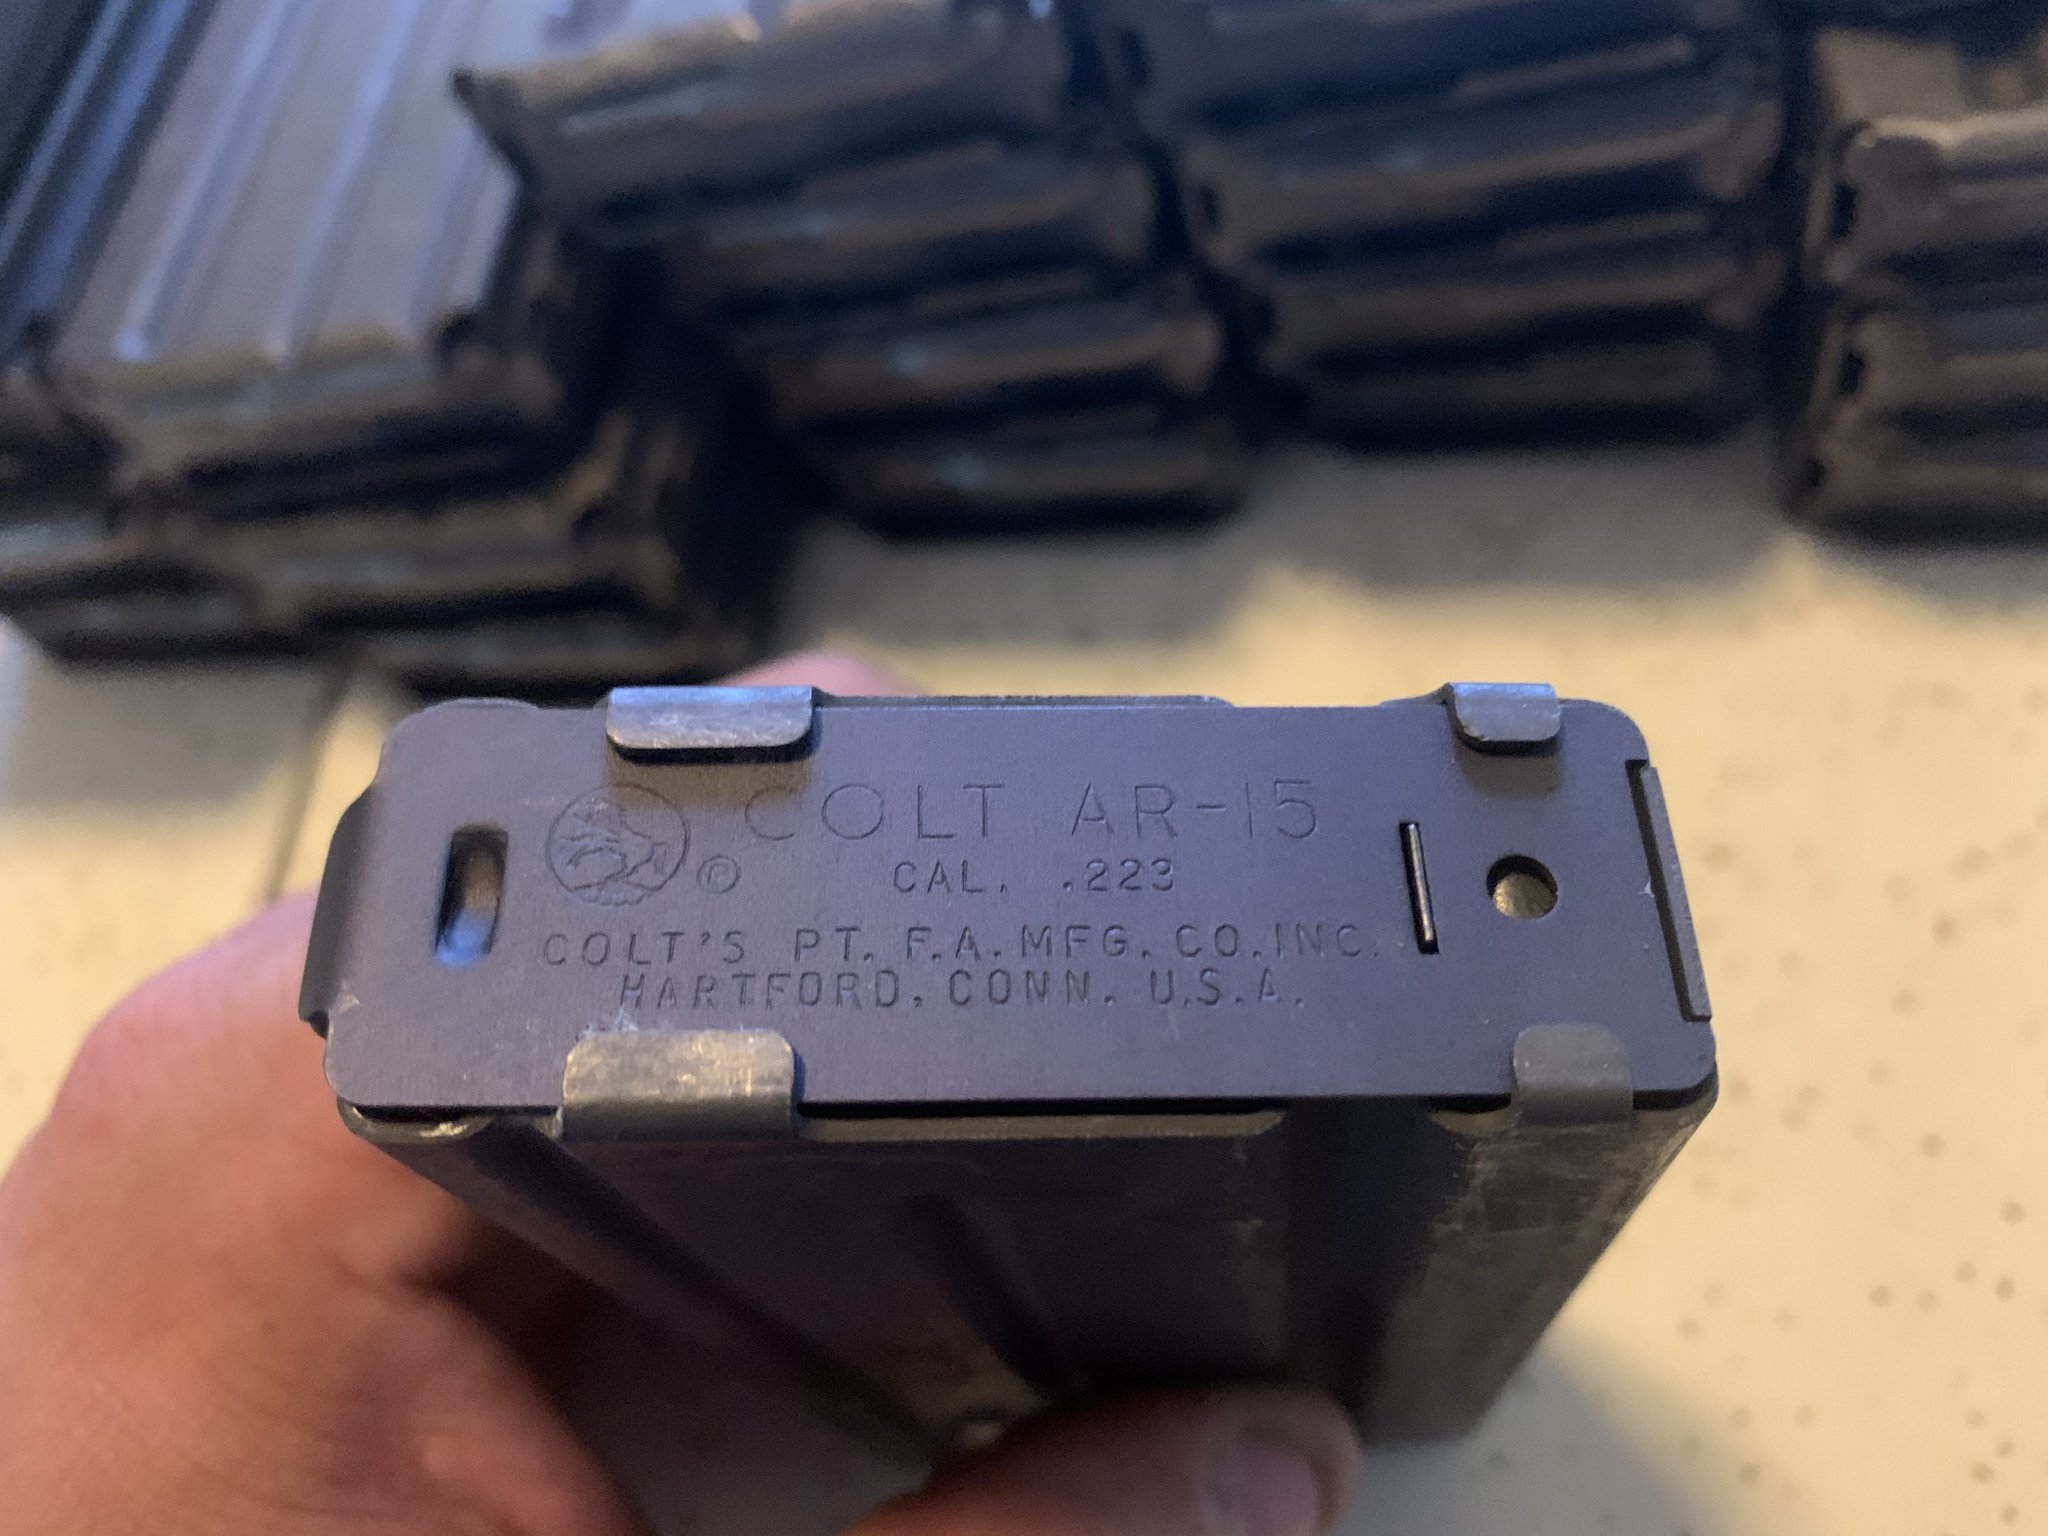 COLT AR-15
CAL. .223
COLT'S PT. F.A. MFG. CO. INC.
HARTFORD, CONN. U.S.A.